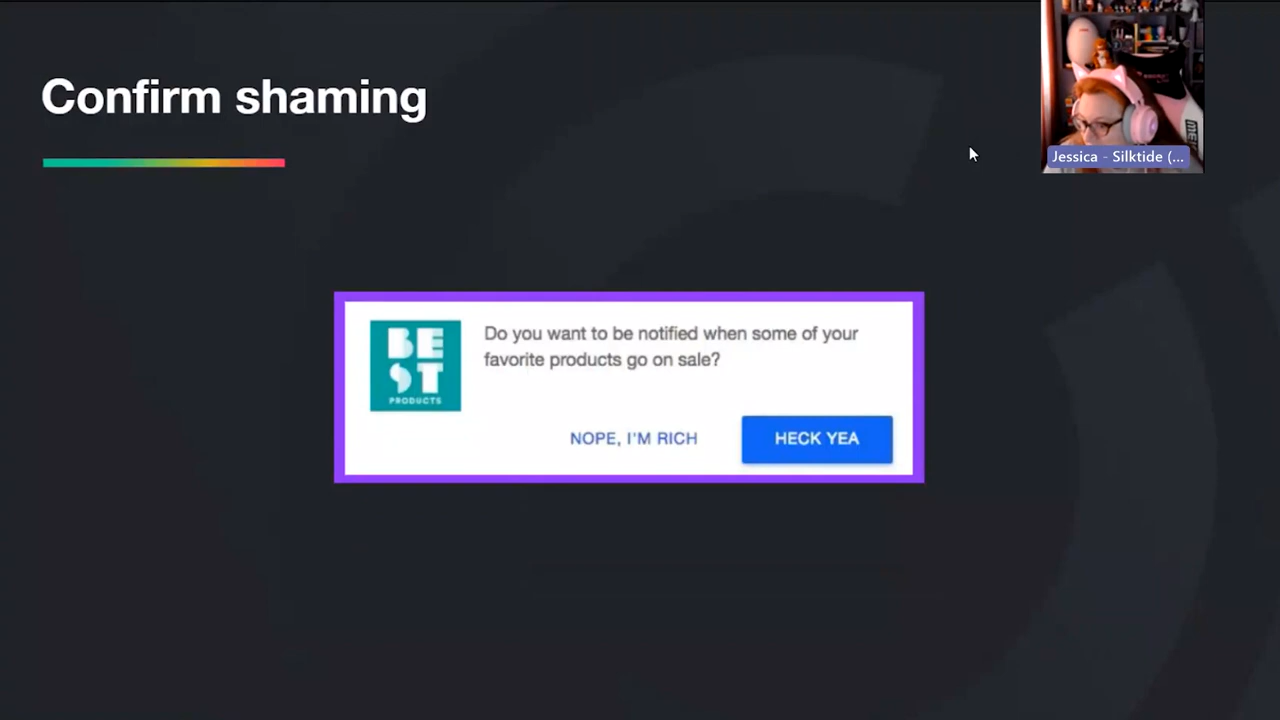 Confirm shaming
Jessica - Silktide (...
BE
ST
PRODUCTS
Do you want to be notified when some of your
favorite products go on sale?
NOPE, I'M RICH
HECK YEA